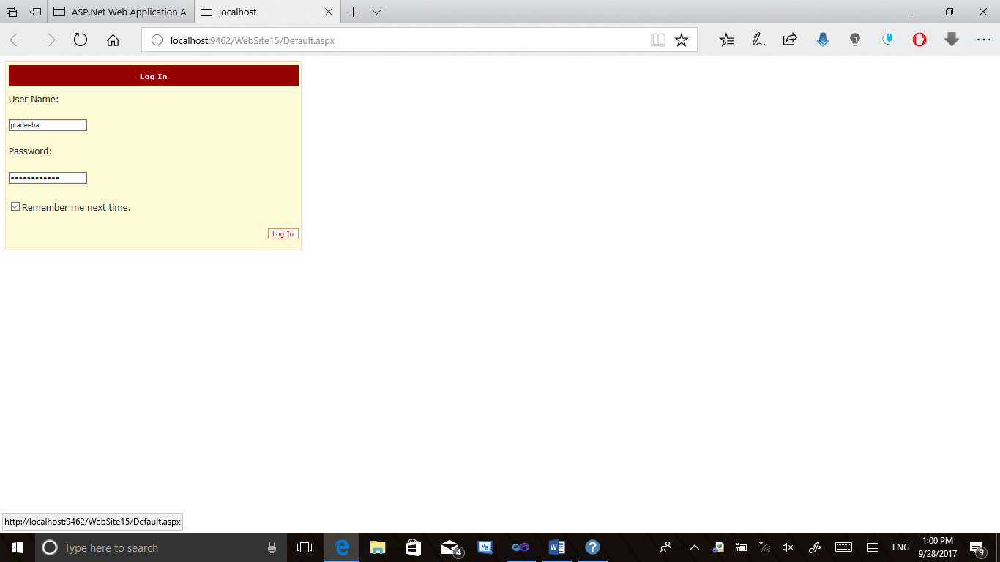 ASP.Net Web Application A
localhost
localhost:9462/WebSite15/Default.aspx
Log In
User Name:
pradeeba
Password:
••••••••••••
Remember me next time.
Log In
http://localhost:9462/WebSite15/Default.aspx
Type here to search
4
VB
W
?
ENG
1:00 PM
9/28/2017
9